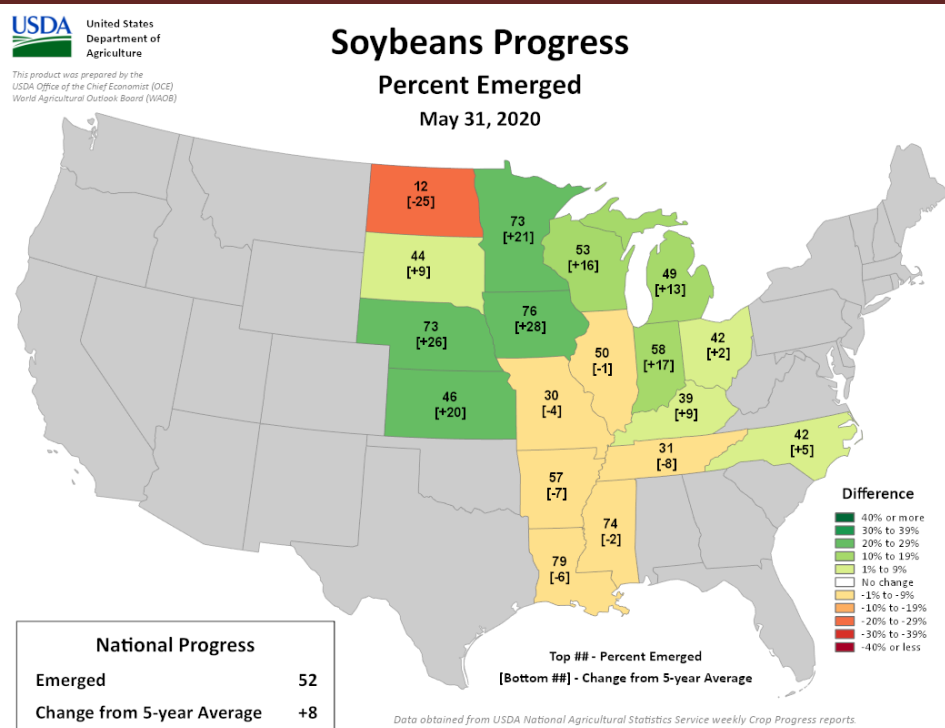 USDA
United States
Department of
Agriculture
This product was prepared by the
USDA Office of the Chief Economist (OCE)
World Agricultural Outlook Board (WAOB)
Soybeans Progress
Percent Emerged
May 31, 2020
12
[-25]
73
[+21]
53
[+16]
49
[+13]
44
[+9]
76
[+28]
73
[+26]
50
[-1]
58
[+17]
42
[+2]
46
[+20]
30
[-4]
39
[+9]
42
[+5]
31
[-8]
57
[-7]
74
[-2]
79
[-6]
Difference
40% or more
30% to 39%
20% to 29%
10% to 19%
1% to 9%
No change
-1% to -9%
-10% to -19%
-20% to -29%
-30% to -39%
-40% or less
National Progress
Emerged 52
Change from 5-year Average +8
Top ## - Percent Emerged
[Bottom ##] - Change from 5-year Average
Data obtained from USDA National Agricultural Statistics Service weekly Crop Progress reports.